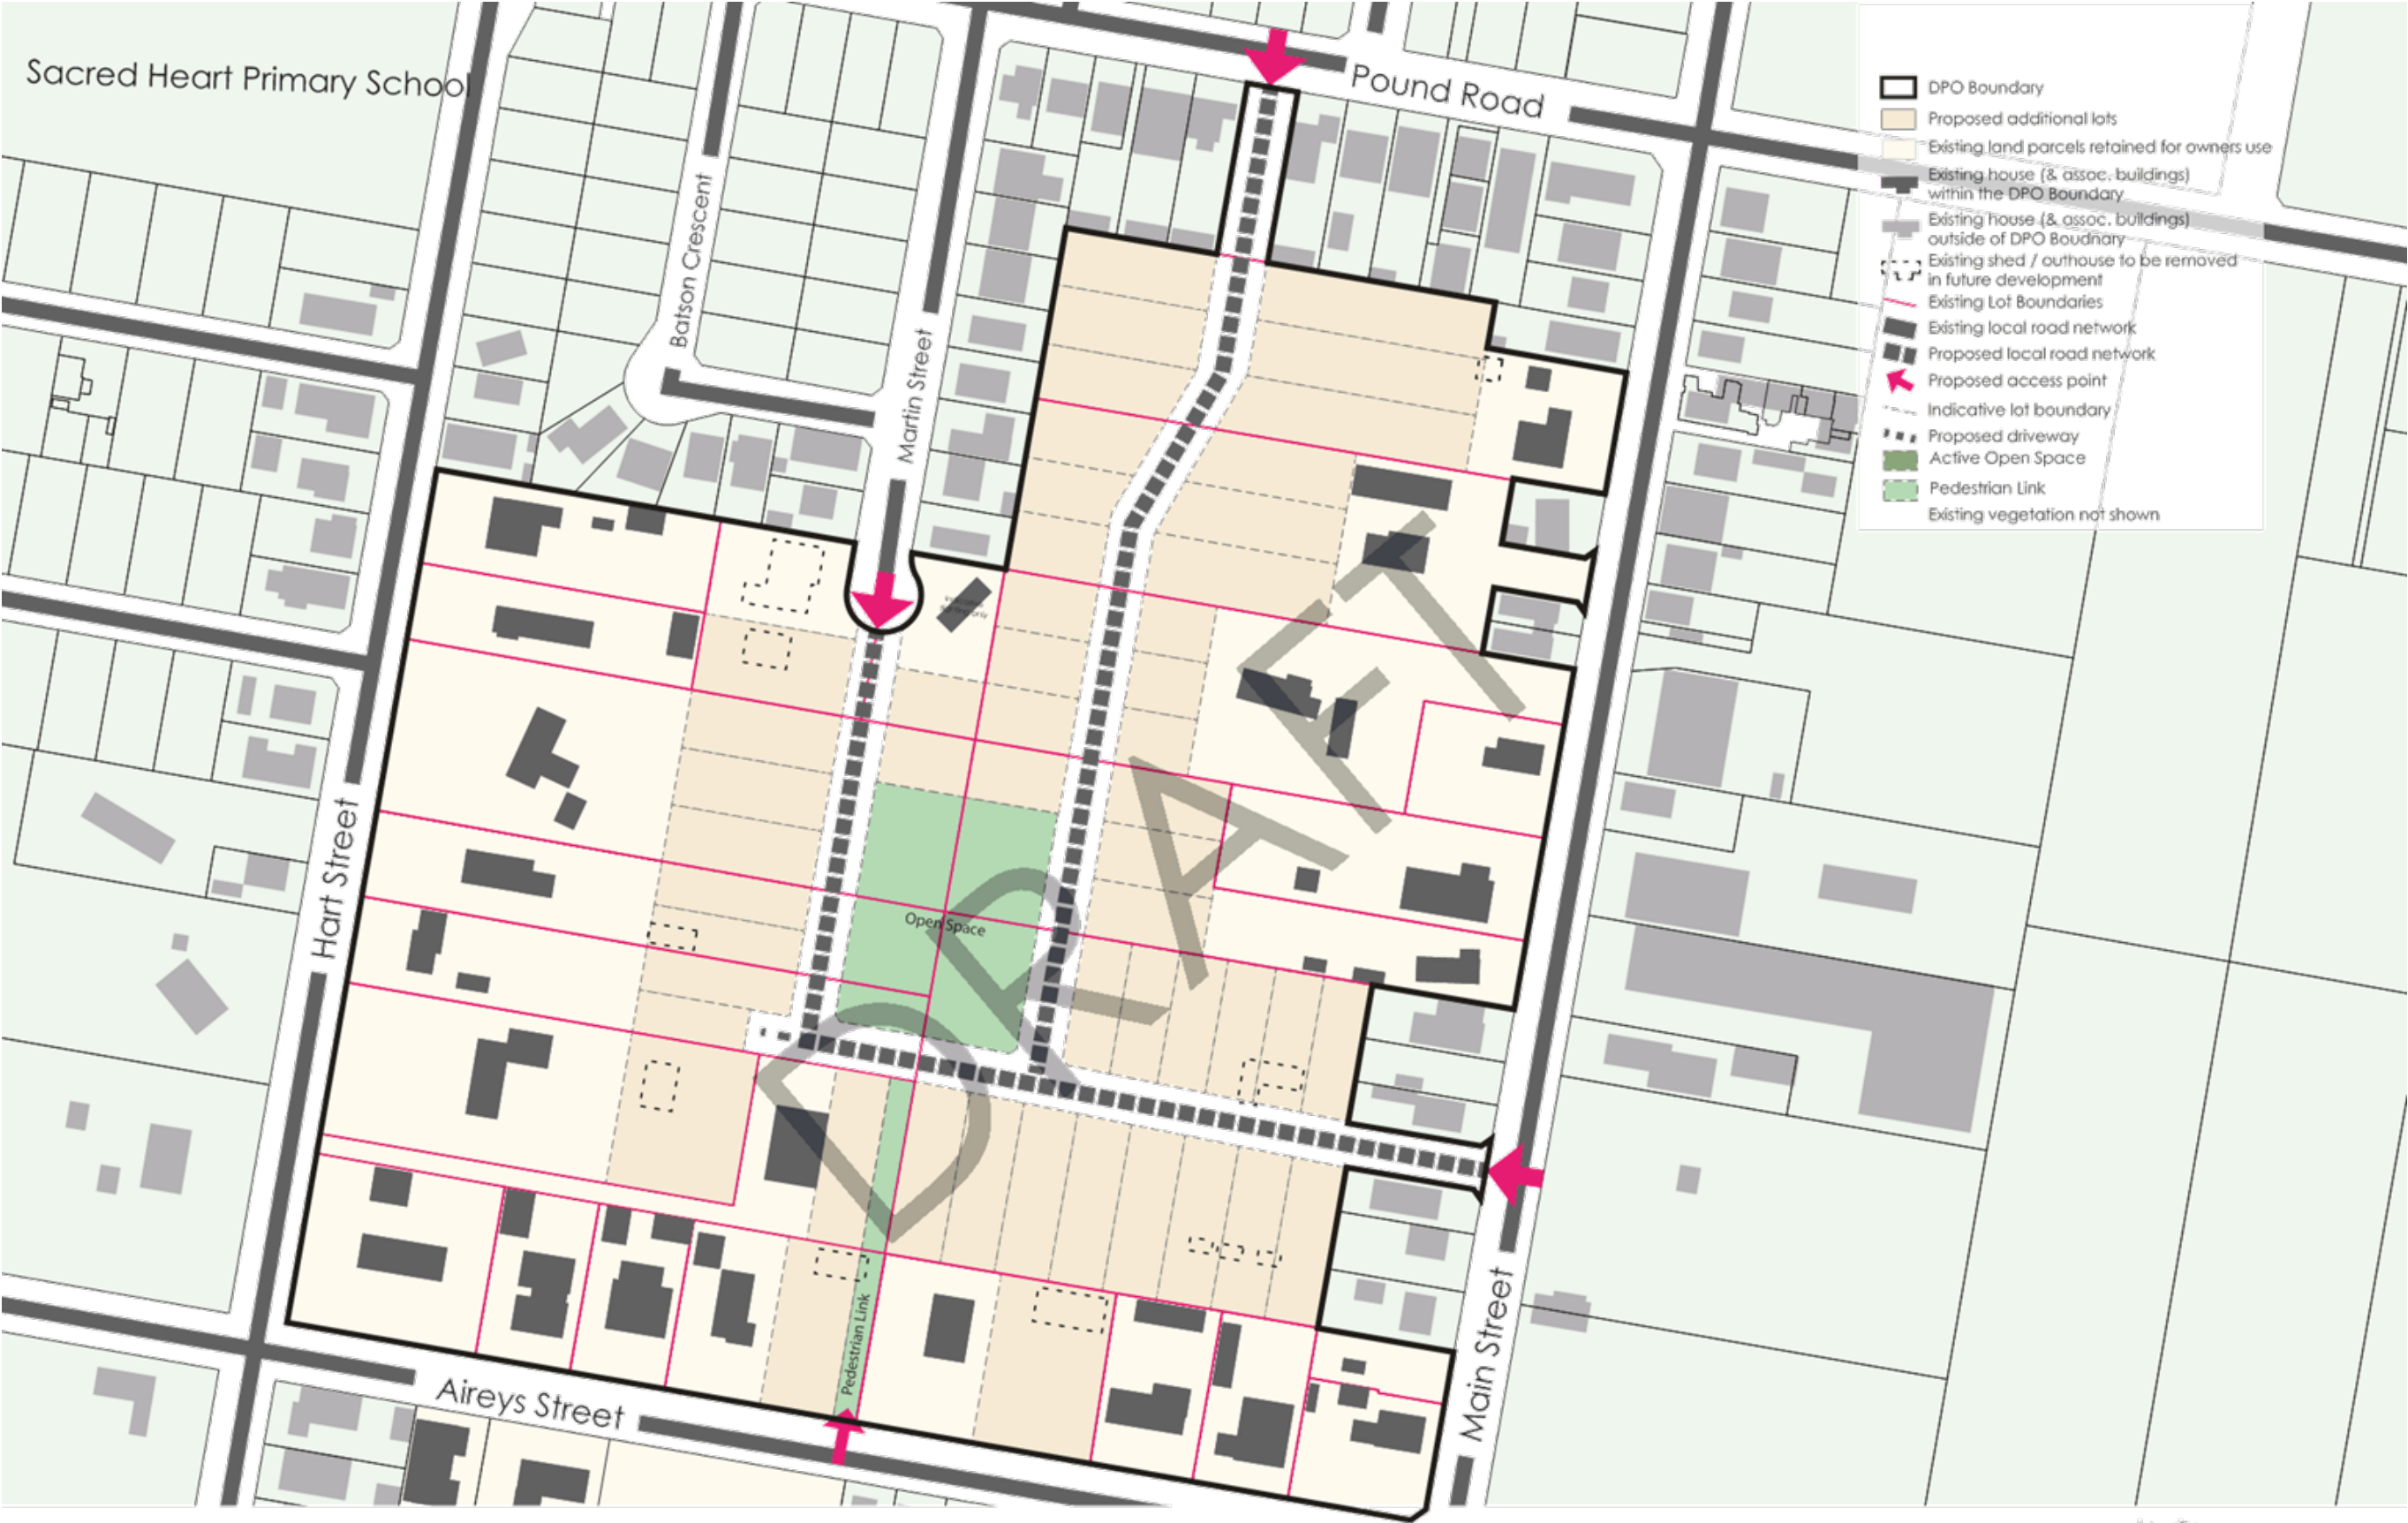 Sacred Heart Primary School
Pound Road
Batson Crescent
Martin Street
Hart Street
Open Space
Pedestrian Link
Aireys Street
Main Street
DRAFT
DPO Boundary
Proposed additional lots
Existing land parcels retained for owners use
Existing house (& assoc. buildings)
within the DPO Boundary
Existing house (& assoc. buildings)
outside of DPO Boudnary
Existing shed / outhouse to be removed
in future development
Existing Lot Boundaries
Existing local road network
Proposed local road network
Proposed access point
Indicative lot boundary
Proposed driveway
Active Open Space
Pedestrian Link
Existing vegetation not shown